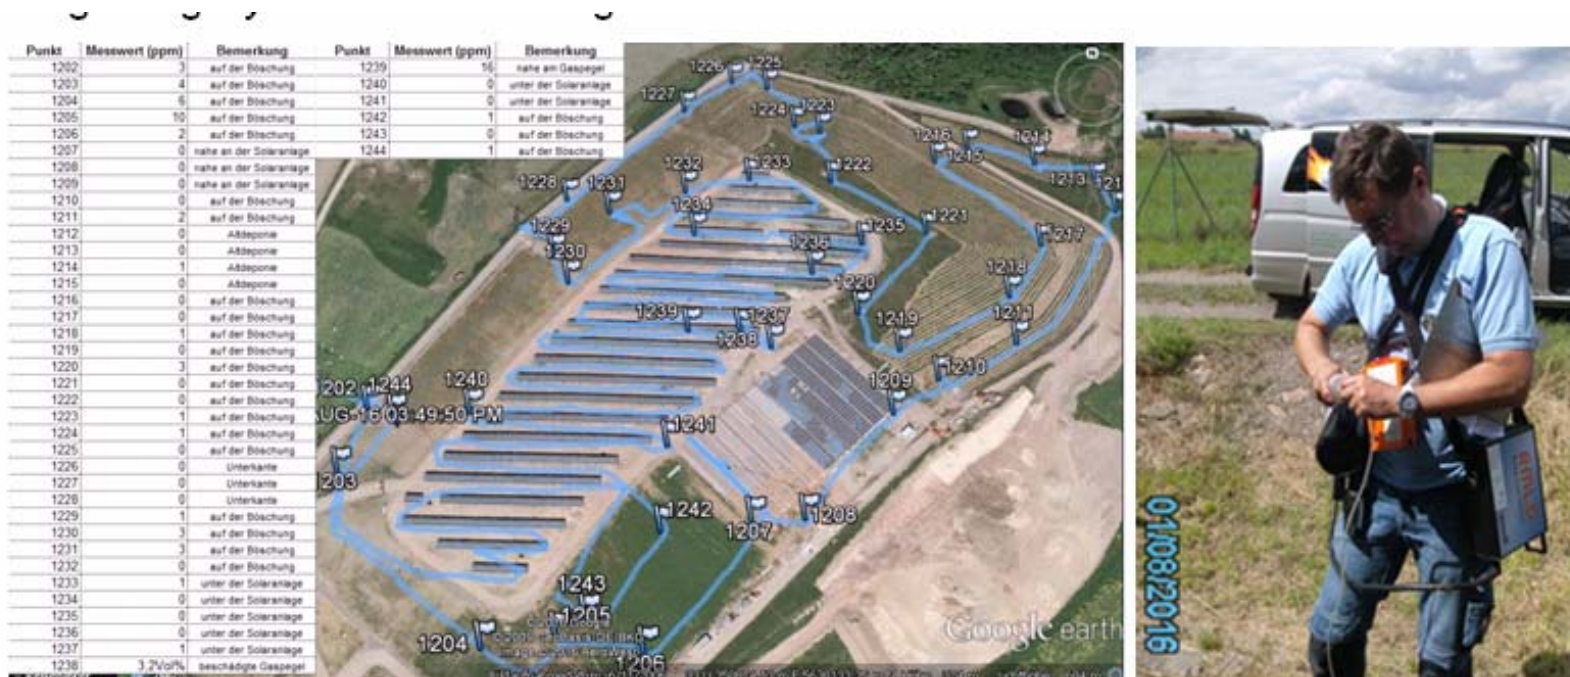 Punkt Messwert (ppm) Bemerkung Punkt Messwert (ppm) Bemerkung
1202 3 auf der Böschung 1239 16 nahe am Gaspegel
1203 4 auf der Böschung 1240 0 unter der Solaranlage
1204 6 auf der Böschung 1241 0 unter der Solaranlage
1205 10 auf der Böschung 1242 1 auf der Böschung
1206 2 auf der Böschung 1243 0 auf der Böschung
1207 0 nahe an der Solaranlage 1244 1 auf der Böschung
1208 0 nahe an der Solaranlage
1209 0 nahe an der Solaranlage
1210 0 auf der Böschung
1211 2 auf der Böschung
1212 0 Altdeponie
1213 0 Altdeponie
1214 1 Altdeponie
1215 0 Altdeponie
1216 0 auf der Böschung
1217 0 auf der Böschung
1218 1 auf der Böschung
1219 0 auf der Böschung
1220 3 auf der Böschung
1221 0 auf der Böschung
1222 0 auf der Böschung
1223 1 auf der Böschung
1224 1 auf der Böschung
1225 0 auf der Böschung
1226 0 Unterkante
1227 0 Unterkante
1228 0 Unterkante
1229 1 auf der Böschung
1230 3 auf der Böschung
1231 3 auf der Böschung
1232 0 auf der Böschung
1233 1 unter der Solaranlage
1234 0 unter der Solaranlage
1235 0 unter der Solaranlage
1236 0 unter der Solaranlage
1237 1 unter der Solaranlage
1238 3.2Vol% beschädigte Gaspegel
1226 1225
1227
1224 1223
1216 1215 1214
1213
1228 1231 1232 1233 1222
1229 1234 1235 1221 1217
1230 1236
1220 1218
1239 1238 1237 1219 1211
1202 1244 1240 1209 1210
AUG-16 03:49:50 PM
1241
1203
1242 1207 1208
1243
1205
1204 1206
Google earth
01/08/2016